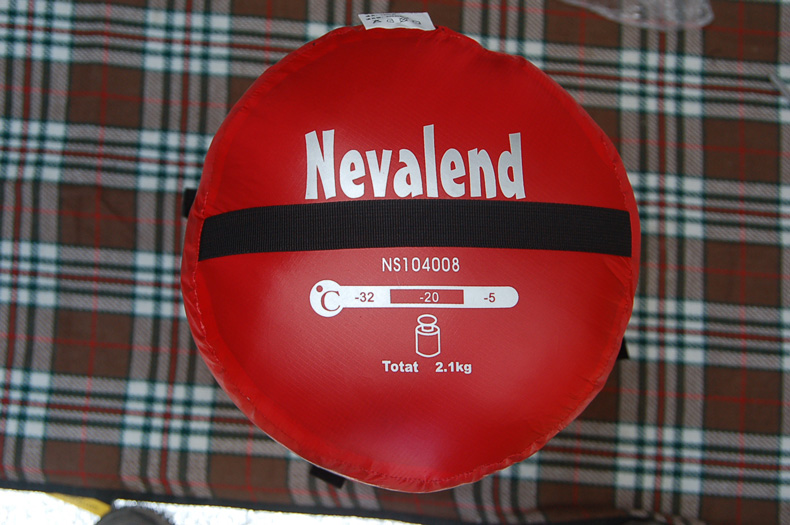 Nevalend
NS104008
°C -32 -20 -5
Totat 2.1kg